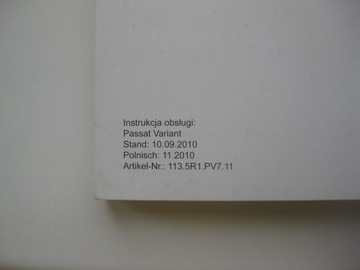 Instrukcja obsługi:
Passat Variant
Stand: 10.09.2010
Polnisch: 11.2010
Artikel-Nr.: 113.5R1.PV7.11